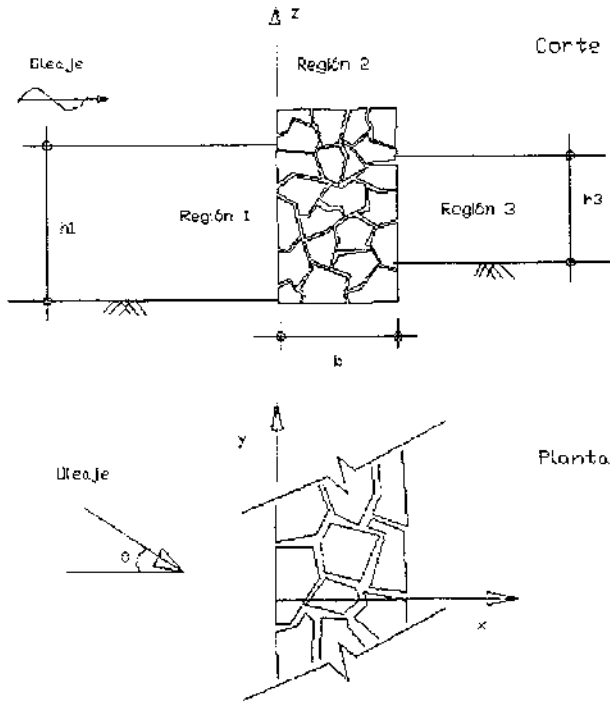 z
Corte
Oleaje
Región 2
h1
Región 1
Región 3
h3
b
y
Planta
Oleaje
θ
x